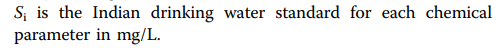 Si is the Indian drinking water standard for each chemical
parameter in mg/L.